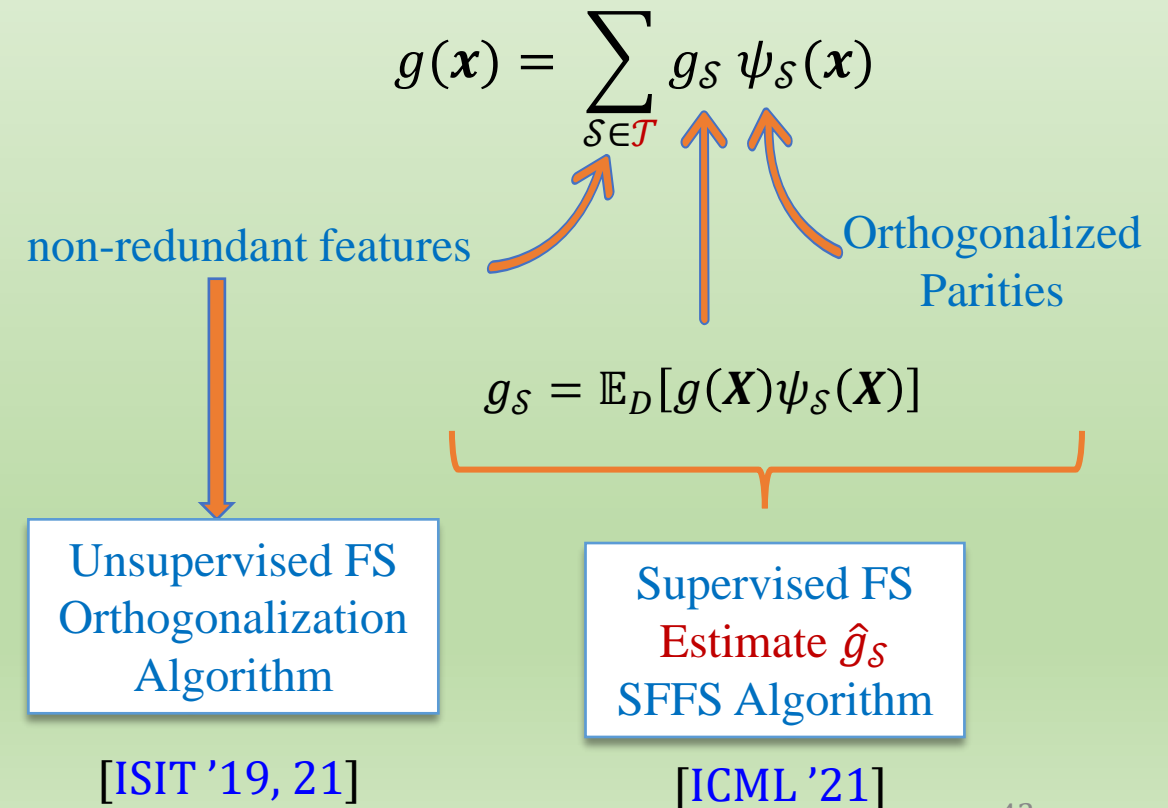 g(𝒙) = ∑ g_𝒮 ψ_𝒮(𝒙)
𝒮∈𝒯
non-redundant features
Orthogonalized
Parities
g_𝒮 = 𝔼_D[g(𝑿)ψ_𝒮(𝑿)]
Unsupervised FS
Orthogonalization
Algorithm
Supervised FS
Estimate ĝ_𝒮
SFFS Algorithm
[ISIT ’19, 21]
[ICML ’21]